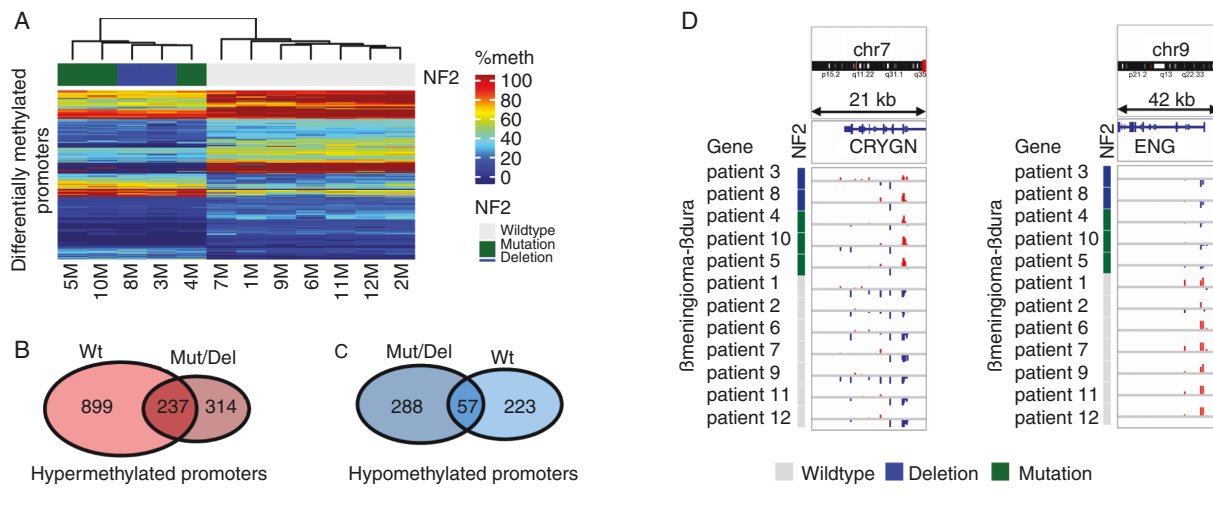 A
%meth
NF2
100
80
60
40
20
0
NF2
Wildtype
Mutation
Deletion
Differentially methylated
promoters
5M 10M 8M 3M 4M 7M 1M 9M 6M 11M 12M 2M
B
Wt
Mut/Del
899 237 314
Hypermethylated promoters
C
Mut/Del
Wt
288 57 223
Hypomethylated promoters
D
chr7
p15.2 q11.22 q31.1 q35
21 kb
Gene
NF2
CRYGN
patient 3
patient 8
patient 4
patient 10
patient 5
patient 1
patient 2
patient 6
patient 7
patient 9
patient 11
patient 12
βmeningioma-βdura
chr9
p21.2 q13 q22.33
42 kb
Gene
NF2
ENG
patient 3
patient 8
patient 4
patient 10
patient 5
patient 1
patient 2
patient 6
patient 7
patient 9
patient 11
patient 12
βmeningioma-βdura
Wildtype Deletion Mutation